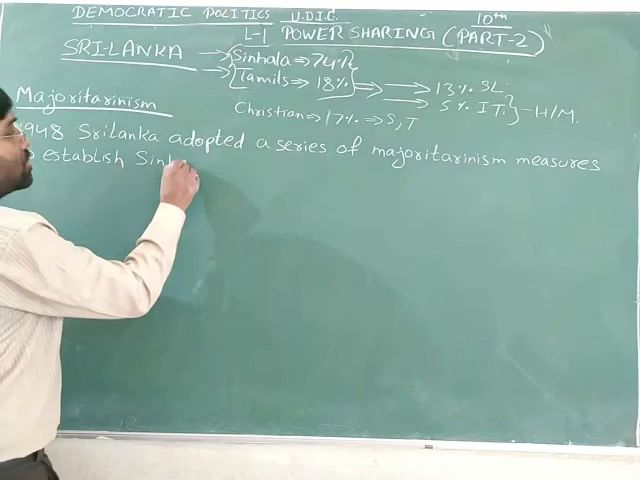 DEMOCRATIC POLITICS U.D.I.C. 10th
L-1 POWER SHARING (PART-2)
SRI-LANKA → Sinhala ⇒ 74%
→ Tamils ⇒ 18% ⇒ → 13% SL.
→ 5% I.T. } -H/M.
Christian ⇒ 17% ⇒ S, T
Majoritarinism
1948 Srilanka adopted a series of majoritarinism measures
establish Sinh